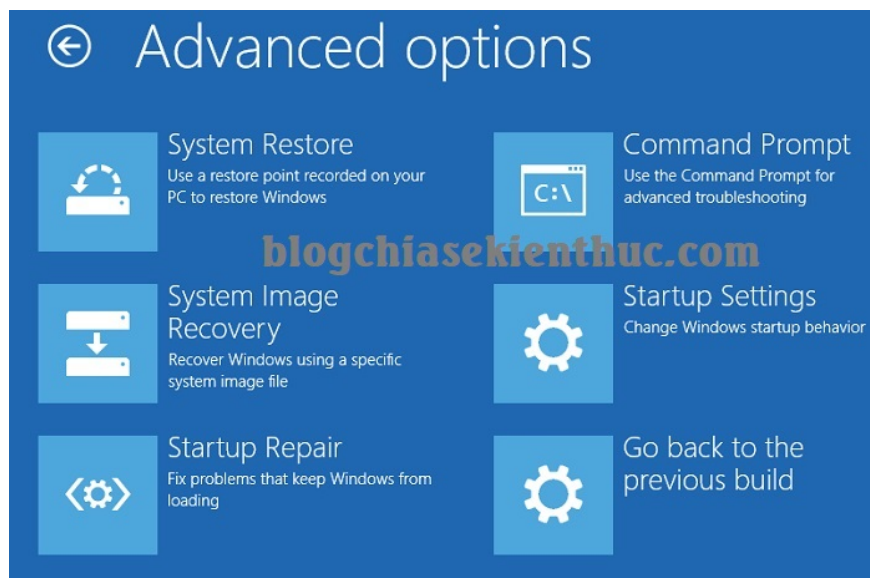 Advanced options
System Restore
Use a restore point recorded on your
PC to restore Windows
Command Prompt
C:\
Use the Command Prompt for
advanced troubleshooting
blogchiasekienthuc.com
System Image
Recovery
Recover Windows using a specific
system image file
Startup Settings
Change Windows startup behavior
Startup Repair
Fix problems that keep Windows from
loading
Go back to the
previous build